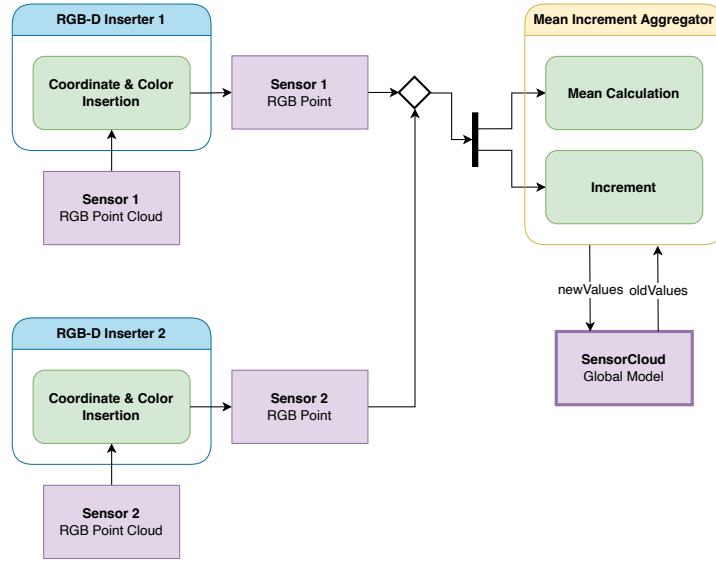 RGB-D Inserter 1
Coordinate & Color
Insertion
Sensor 1
RGB Point
Sensor 1
RGB Point Cloud
Mean Increment Aggregator
Mean Calculation
Increment
newValues
oldValues
SensorCloud
Global Model
RGB-D Inserter 2
Coordinate & Color
Insertion
Sensor 2
RGB Point
Sensor 2
RGB Point Cloud